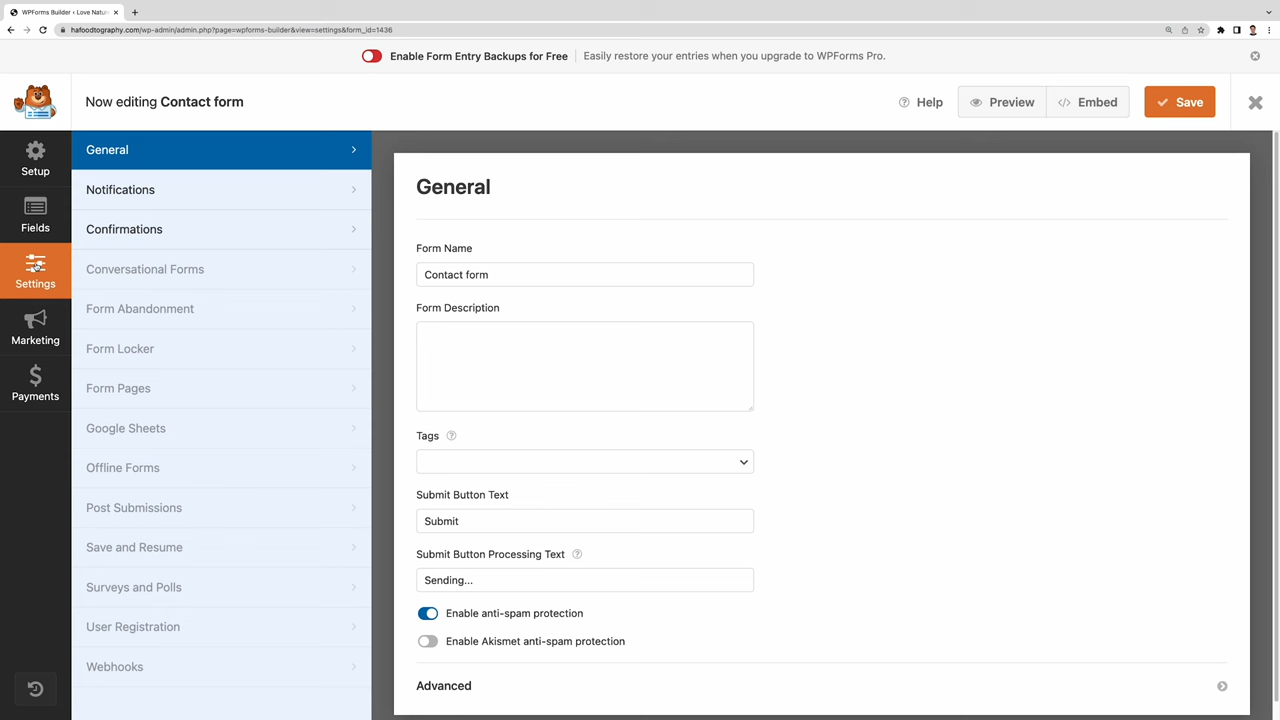 WPForms Builder ‹ Love Natur
hafoodtography.com/wp-admin/admin.php?page=wpforms-builder&view=settings&form_id=1436
Enable Form Entry Backups for Free
Easily restore your entries when you upgrade to WPForms Pro.
Now editing Contact form
Help
Preview
Embed
Save
Setup
Fields
Settings
Marketing
Payments
General
Notifications
Confirmations
Conversational Forms
Form Abandonment
Form Locker
Form Pages
Google Sheets
Offline Forms
Post Submissions
Save and Resume
Surveys and Polls
User Registration
Webhooks
General
Form Name
Contact form
Form Description
Tags
Submit Button Text
Submit
Submit Button Processing Text
Sending...
Enable anti-spam protection
Enable Akismet anti-spam protection
Advanced